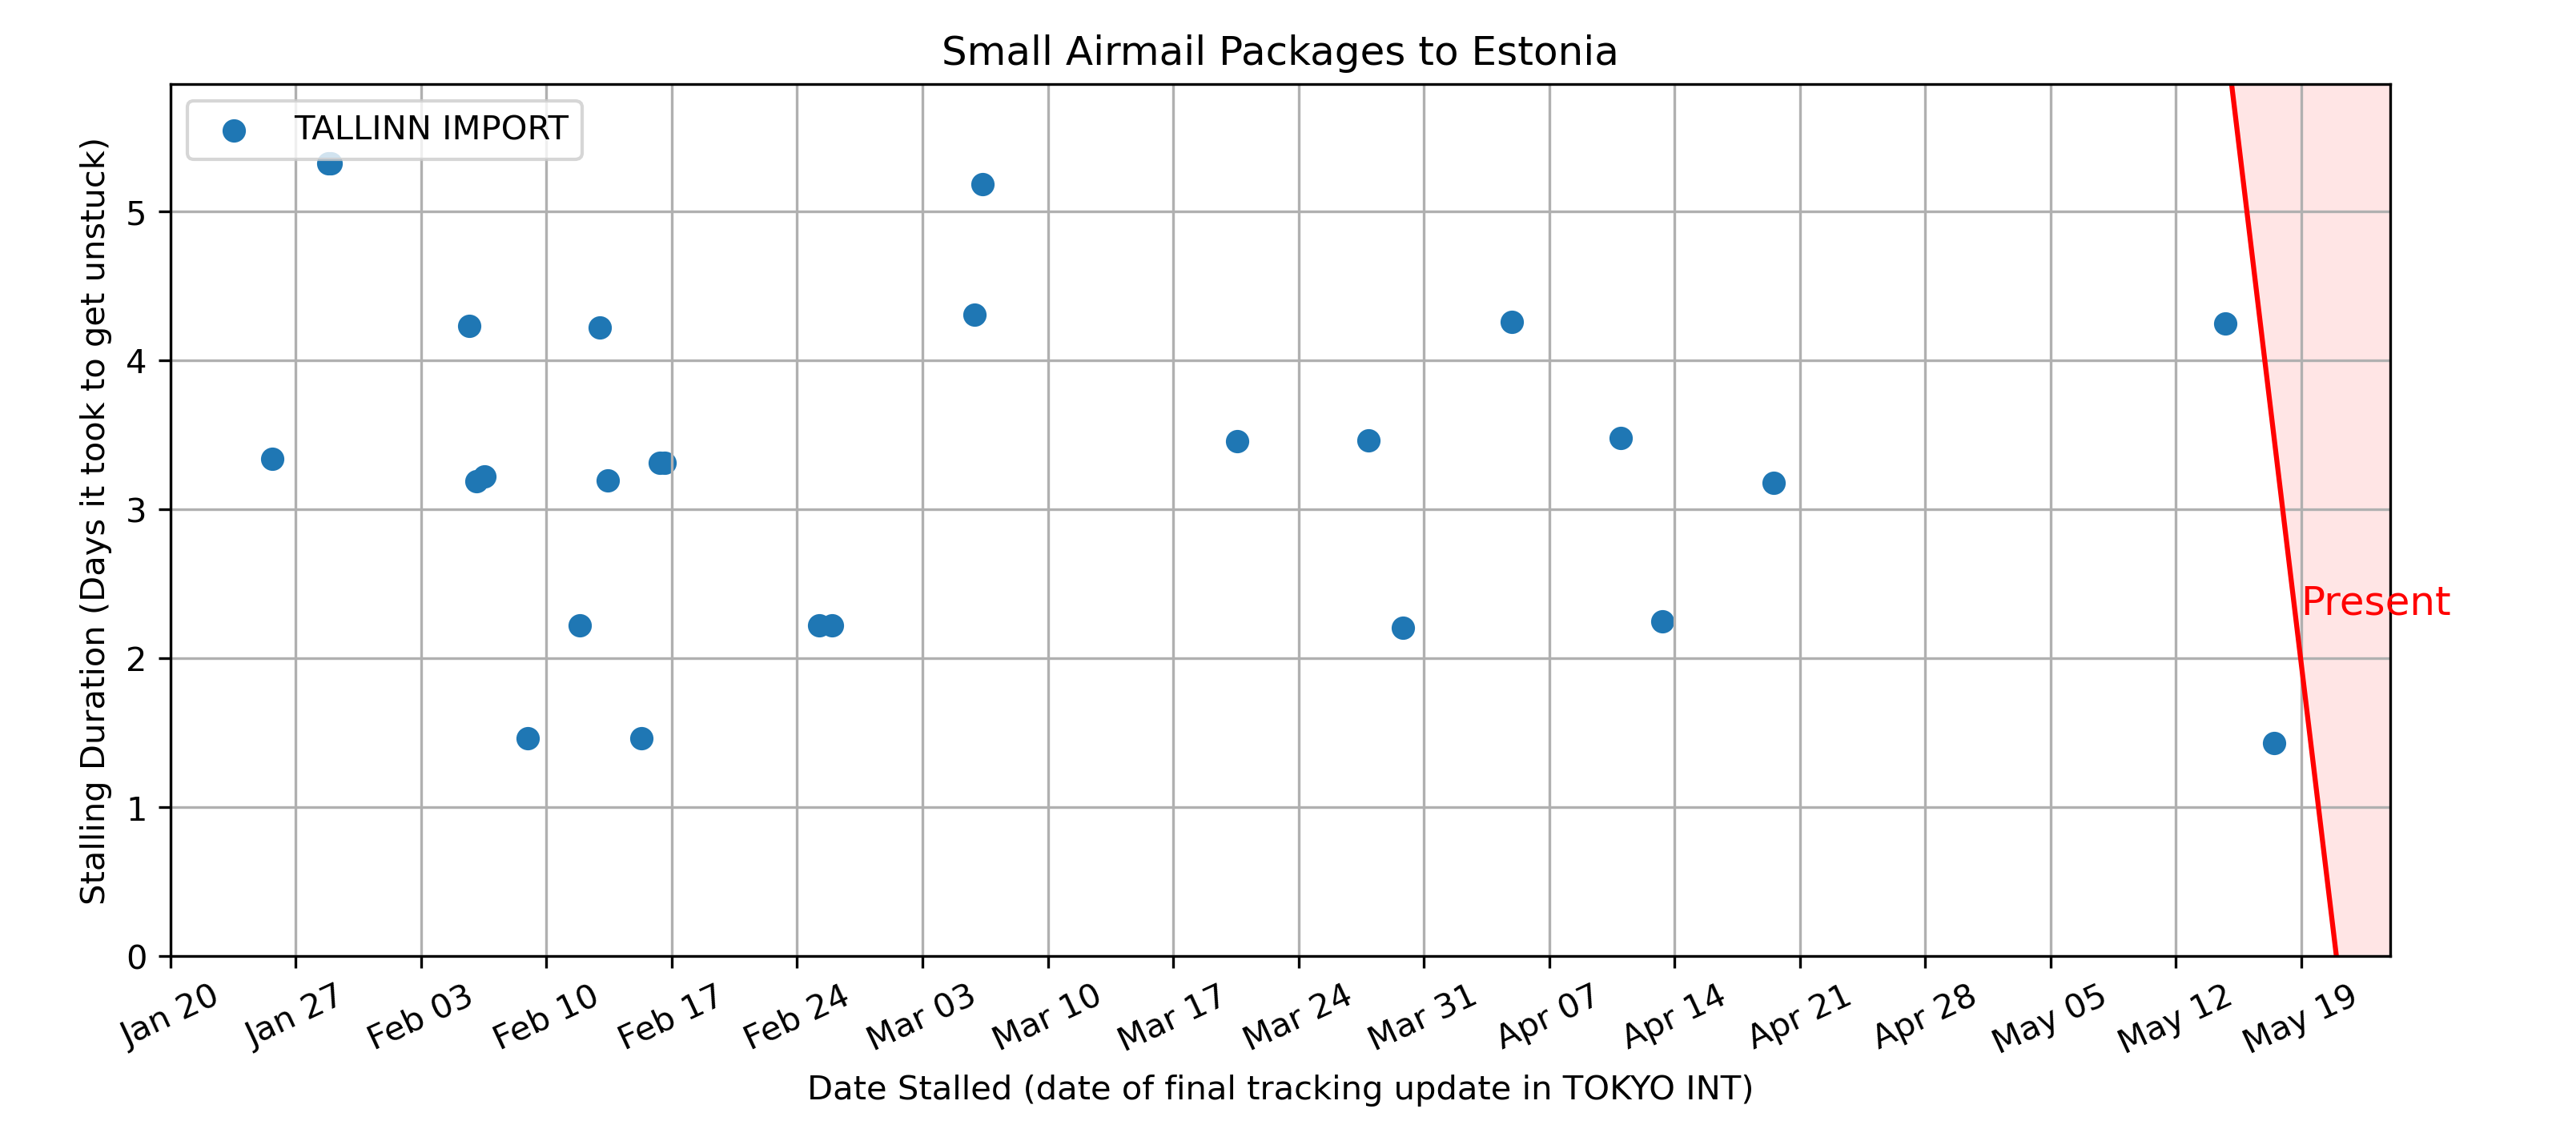 Small Airmail Packages to Estonia
TALLINN IMPORT
Stalling Duration (Days it took to get unstuck)
5
4
3
2
1
0
Present
Jan 20 Jan 27 Feb 03 Feb 10 Feb 17 Feb 24 Mar 03 Mar 10 Mar 17 Mar 24 Mar 31 Apr 07 Apr 14 Apr 21 Apr 28 May 05 May 12 May 19
Date Stalled (date of final tracking update in TOKYO INT)